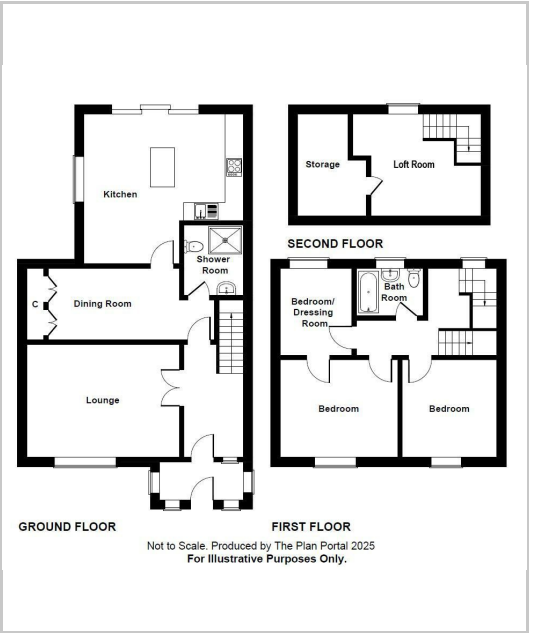 Kitchen
Shower
Room
C
Dining Room
Lounge
GROUND FLOOR
Storage
Loft Room
SECOND FLOOR
Bedroom/
Dressing
Room
Bath
Room
Bedroom
Bedroom
FIRST FLOOR
Not to Scale. Produced by The Plan Portal 2025
For Illustrative Purposes Only.